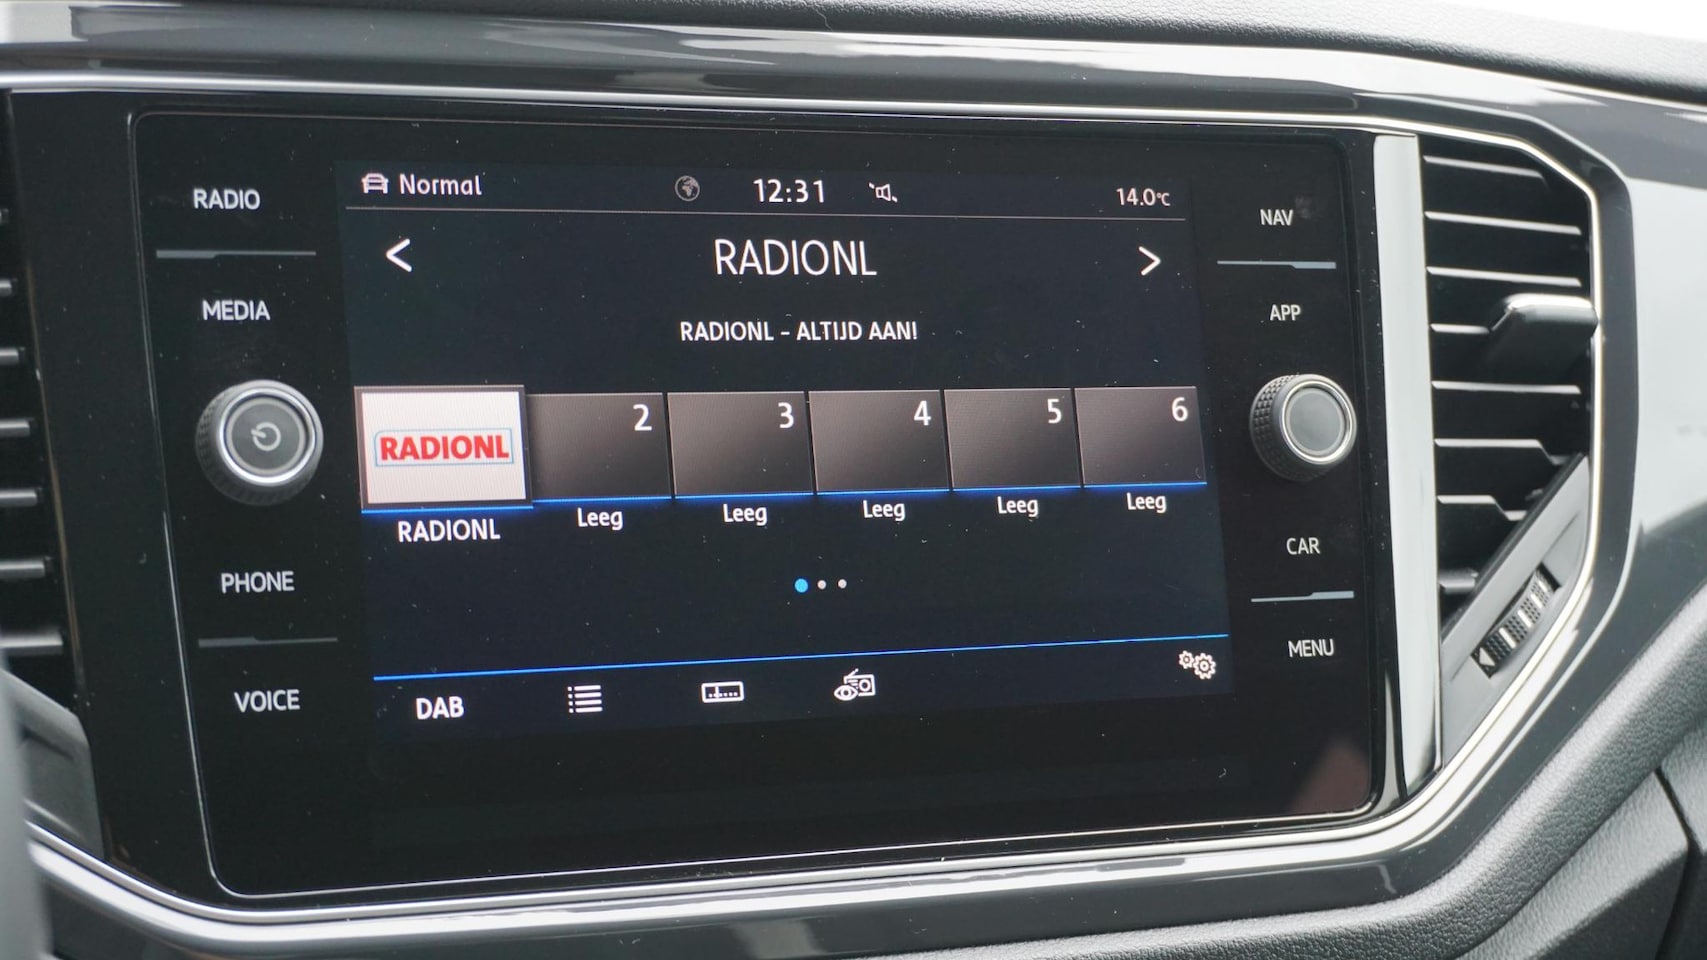 Normal
12:31
14.0°C
RADIO
MEDIA
PHONE
VOICE
RADIONL
RADIONL - ALTIJD AAN!
RADIONL
2
3
4
5
6
RADIONL
Leeg
Leeg
Leeg
Leeg
Leeg
DAB
NAV
APP
CAR
MENU